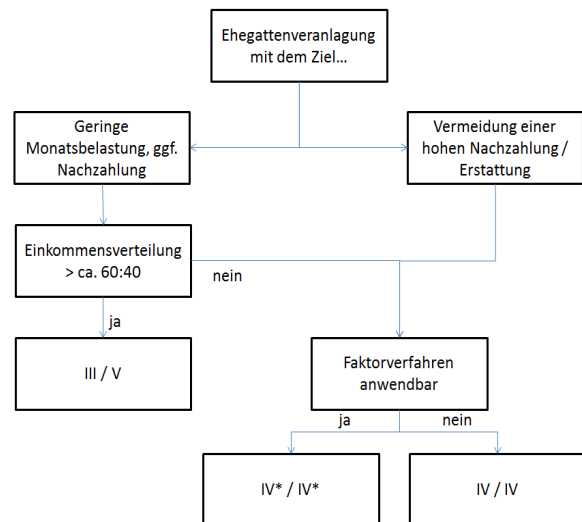 Ehegattenveranlagung
mit dem Ziel...
Geringe
Monatsbelastung, ggf.
Nachzahlung
Vermeidung einer
hohen Nachzahlung /
Erstattung
Einkommensverteilung
> ca. 60:40
nein
ja
III / V
Faktorverfahren
anwendbar
ja
nein
IV* / IV*
IV / IV